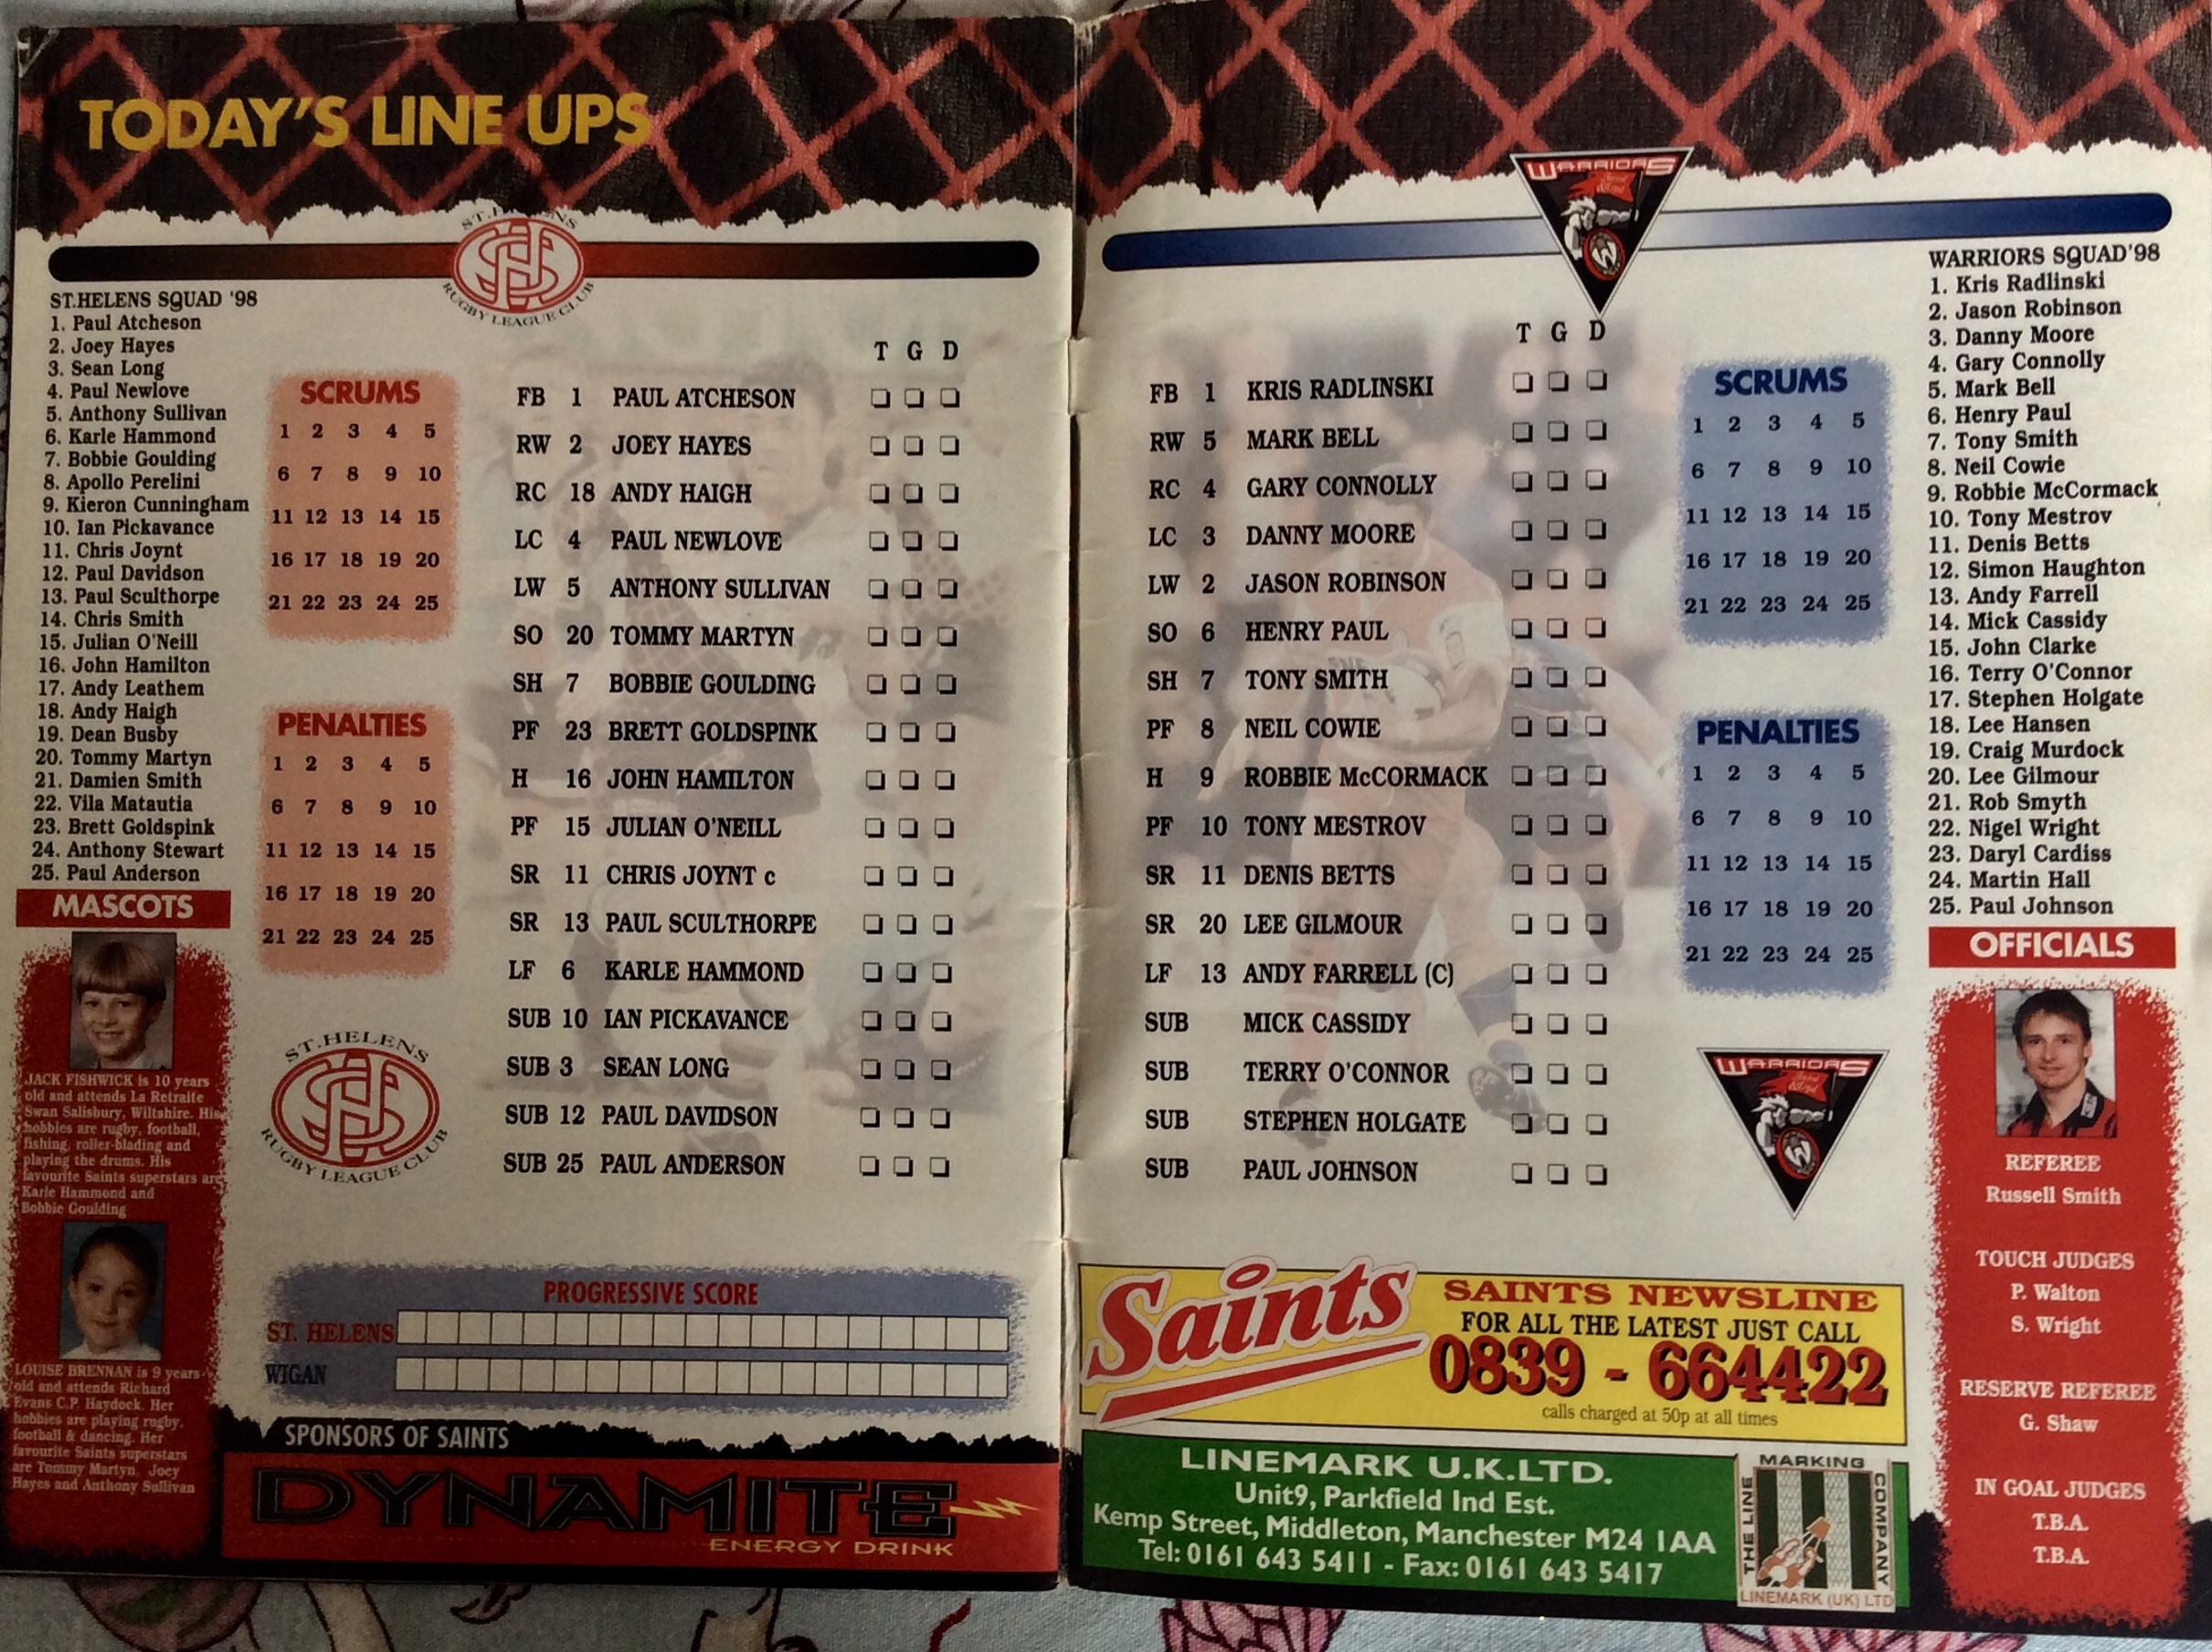 TODAY'S LINE UPS
ST.HELENS
RUGBY LEAGUE CLUB
ST.HELENS SQUAD '98
1. Paul Atcheson
2. Joey Hayes
3. Sean Long
4. Paul Newlove
5. Anthony Sullivan
6. Karle Hammond
7. Bobbie Goulding
8. Apollo Perelini
9. Kieron Cunningham
10. Ian Pickavance
11. Chris Joynt
12. Paul Davidson
13. Paul Sculthorpe
14. Chris Smith
15. Julian O'Neill
16. John Hamilton
17. Andy Leathem
18. Andy Haigh
19. Dean Busby
20. Tommy Martyn
21. Damien Smith
22. Vila Matautia
23. Brett Goldspink
24. Anthony Stewart
25. Paul Anderson
MASCOTS
JACK FISHWICK is 10 years
old and attends La Retraite
Swan Salisbury, Wiltshire. His
hobbies are rugby, football,
fishing, roller-blading and
playing the drums. His
favourite Saints superstars are
Karle Hammond and
Bobbie Goulding
LOUISE BRENNAN is 9 years
old and attends Richard
Evans C.P. Haydock. Her
hobbies are playing rugby,
football & dancing. Her
favourite Saints superstars
are Tommy Martyn, Joey
Hayes and Anthony Sullivan
SCRUMS
1 2 3 4 5
6 7 8 9 10
11 12 13 14 15
16 17 18 19 20
21 22 23 24 25
PENALTIES
1 2 3 4 5
6 7 8 9 10
11 12 13 14 15
16 17 18 19 20
21 22 23 24 25
ST.HELENS
RUGBY LEAGUE CLUB
T G D
FB 1 PAUL ATCHESON
RW 2 JOEY HAYES
RC 18 ANDY HAIGH
LC 4 PAUL NEWLOVE
LW 5 ANTHONY SULLIVAN
SO 20 TOMMY MARTYN
SH 7 BOBBIE GOULDING
PF 23 BRETT GOLDSPINK
H 16 JOHN HAMILTON
PF 15 JULIAN O'NEILL
SR 11 CHRIS JOYNT c
SR 13 PAUL SCULTHORPE
LF 6 KARLE HAMMOND
SUB 10 IAN PICKAVANCE
SUB 3 SEAN LONG
SUB 12 PAUL DAVIDSON
SUB 25 PAUL ANDERSON
PROGRESSIVE SCORE
ST. HELENS
WIGAN
SPONSORS OF SAINTS
DYNAMITE
ENERGY DRINK
WARRIORS
T G D
FB 1 KRIS RADLINSKI
RW 5 MARK BELL
RC 4 GARY CONNOLLY
LC 3 DANNY MOORE
LW 2 JASON ROBINSON
SO 6 HENRY PAUL
SH 7 TONY SMITH
PF 8 NEIL COWIE
H 9 ROBBIE McCORMACK
PF 10 TONY MESTROV
SR 11 DENIS BETTS
SR 20 LEE GILMOUR
LF 13 ANDY FARRELL (C)
SUB MICK CASSIDY
SUB TERRY O'CONNOR
SUB STEPHEN HOLGATE
SUB PAUL JOHNSON
SCRUMS
1 2 3 4 5
6 7 8 9 10
11 12 13 14 15
16 17 18 19 20
21 22 23 24 25
PENALTIES
1 2 3 4 5
6 7 8 9 10
11 12 13 14 15
16 17 18 19 20
21 22 23 24 25
WARRIORS
WARRIORS SQUAD'98
1. Kris Radlinski
2. Jason Robinson
3. Danny Moore
4. Gary Connolly
5. Mark Bell
6. Henry Paul
7. Tony Smith
8. Neil Cowie
9. Robbie McCormack
10. Tony Mestrov
11. Denis Betts
12. Simon Haughton
13. Andy Farrell
14. Mick Cassidy
15. John Clarke
16. Terry O'Connor
17. Stephen Holgate
18. Lee Hansen
19. Craig Murdock
20. Lee Gilmour
21. Rob Smyth
22. Nigel Wright
23. Daryl Cardiss
24. Martin Hall
25. Paul Johnson
OFFICIALS
REFEREE
Russell Smith
TOUCH JUDGES
P. Walton
S. Wright
RESERVE REFEREE
G. Shaw
IN GOAL JUDGES
T.B.A.
T.B.A.
Saints
SAINTS NEWSLINE
FOR ALL THE LATEST JUST CALL
0839 - 664422
calls charged at 50p at all times
LINEMARK U.K.LTD.
Unit9, Parkfield Ind Est.
Kemp Street, Middleton, Manchester M24 1AA
Tel: 0161 643 5411 - Fax: 0161 643 5417
THE LINE
MARKING
COMPANY
LINEMARK (UK) LTD